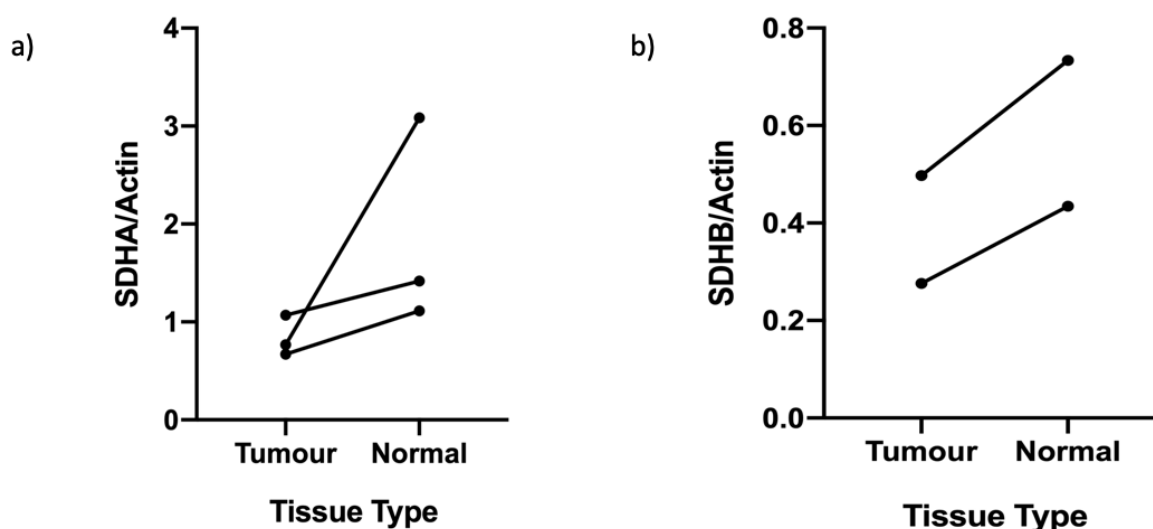 a)
SDHA/Actin
4
3
2
1
0
Tumour Normal
Tissue Type
b)
SDHB/Actin
0.8
0.6
0.4
0.2
0.0
Tumour Normal
Tissue Type